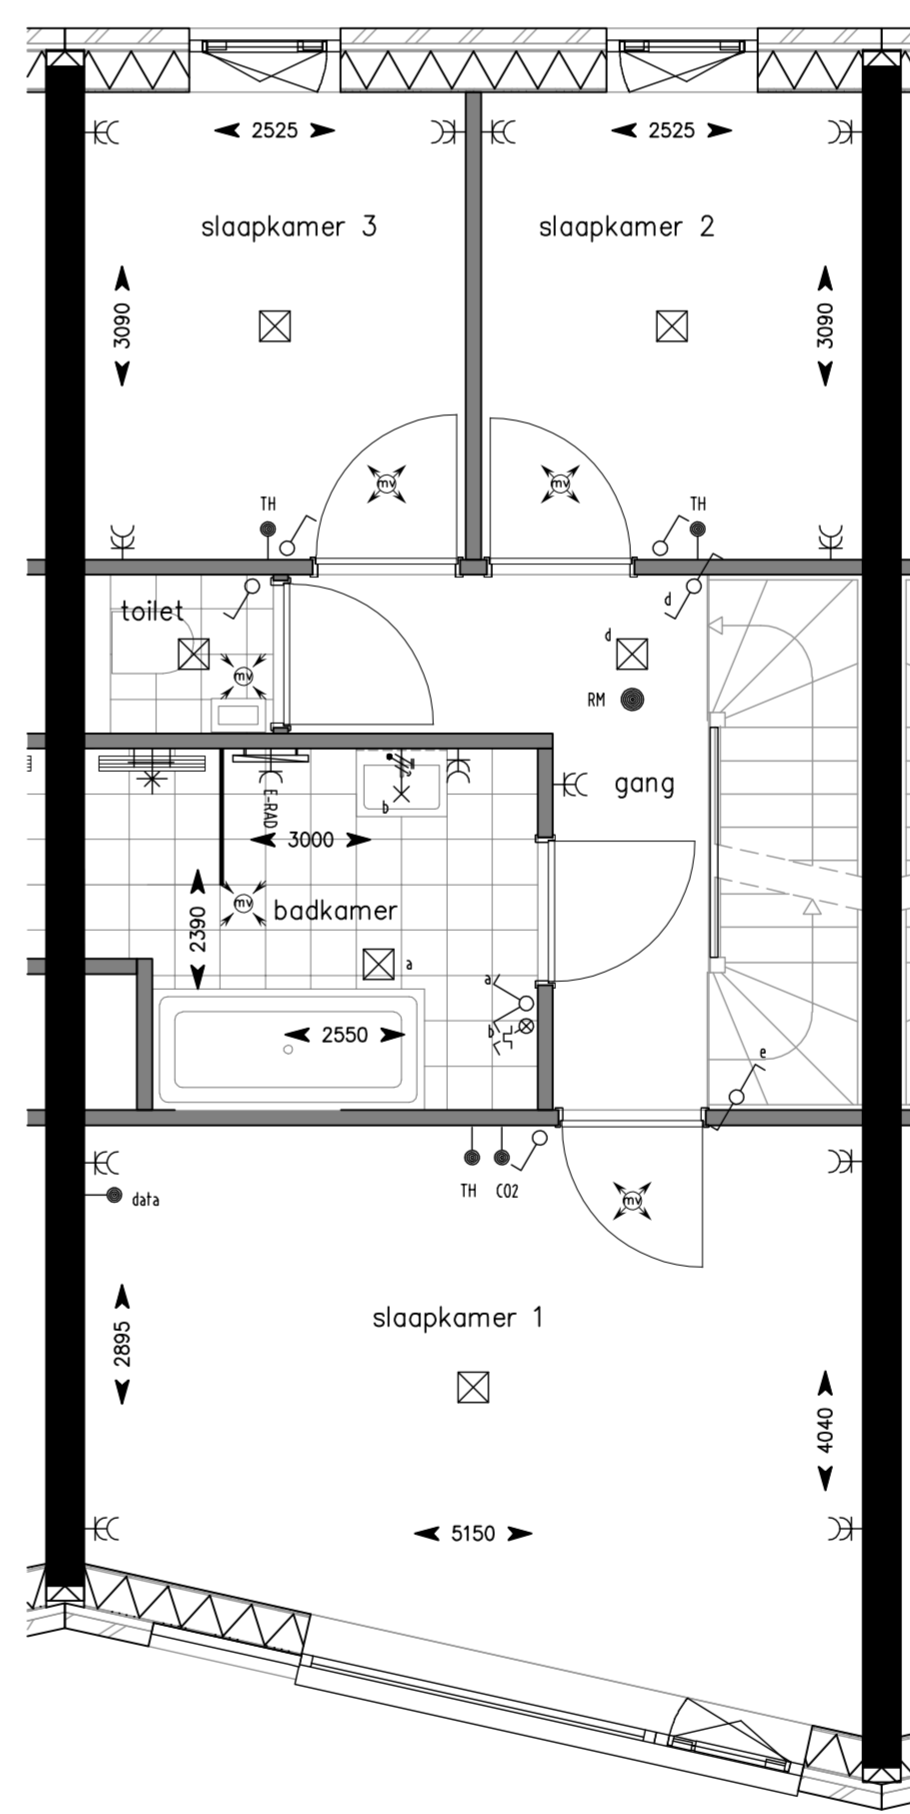 2525 2525
slaapkamer 3 slaapkamer 2
3090 3090
mv mv
TH TH
toilet d
d
mv
RM
gang
E-RAD
b
3000
mv
badkamer
2390
a
a
b
2550
e
TH CO2
data
mv
slaapkamer 1
2895
4040
5150